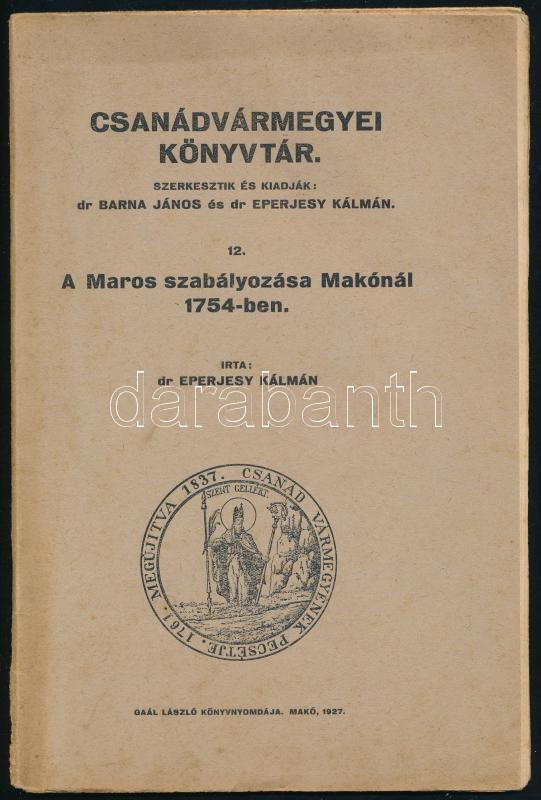 CSANÁDVÁRMEGYEI
KÖNYVTÁR.
SZERKESZTIK ÉS KIADJÁK:
dr BARNA JÁNOS és dr EPERJESY KÁLMÁN.
12.
A Maros szabályozása Makónál
1754-ben.
IRTA:
dr EPERJESY KÁLMÁN
darabanth
SZENT GELLÉRT.
1761. MEGÚJITVA 1837. CSANÁD VÁRMEGYÉNEK PECSÉTJE.
GAÁL LÁSZLÓ KÖNYVNYOMDÁJA. MAKÓ, 1927.